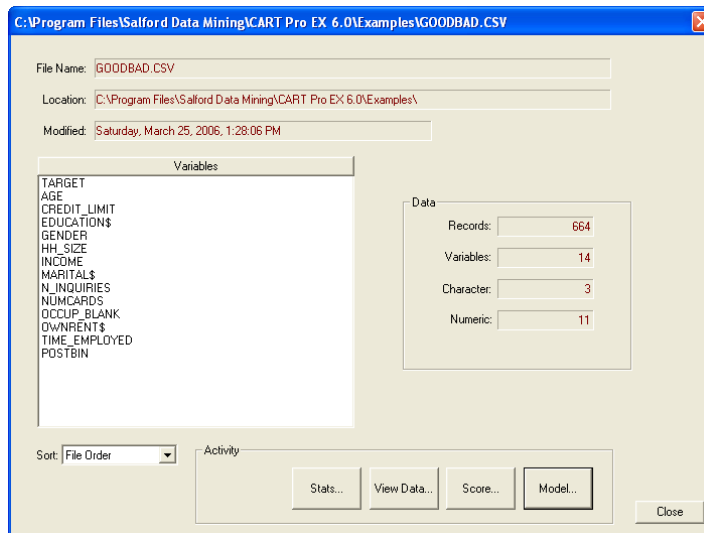 C:\Program Files\Salford Data Mining\CART Pro EX 6.0\Examples\GOODBAD.CSV
File Name: GOODBAD.CSV
Location: C:\Program Files\Salford Data Mining\CART Pro EX 6.0\Examples\
Modified: Saturday, March 25, 2006, 1:28:06 PM
Variables
TARGET
AGE
CREDIT_LIMIT
EDUCATION$
GENDER
HH_SIZE
INCOME
MARITAL$
N_INQUIRIES
NUMCARDS
OCCUP_BLANK
OWNRENT$
TIME_EMPLOYED
POSTBIN
Data
Records: 664
Variables: 14
Character: 3
Numeric: 11
Sort: File Order
Activity
Stats... View Data... Score... Model...
Close